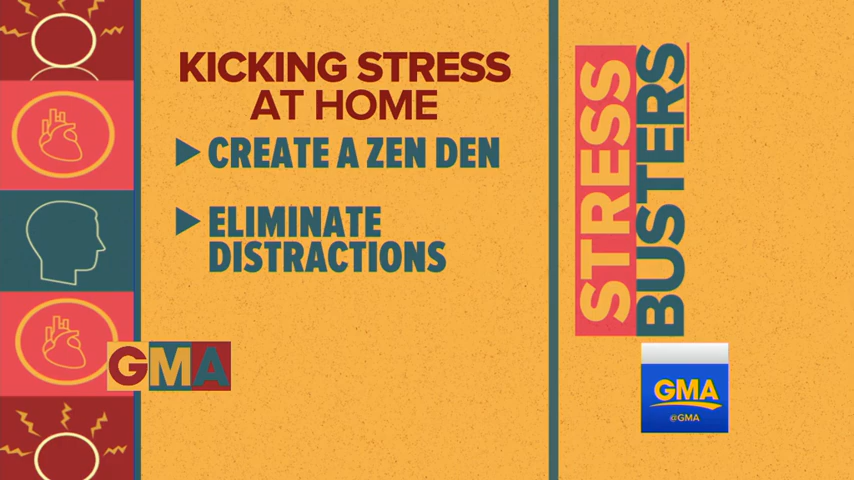 KICKING STRESS
AT HOME
CREATE A ZEN DEN
ELIMINATE
DISTRACTIONS
STRESS
BUSTERS
GMA
GMA
@GMA